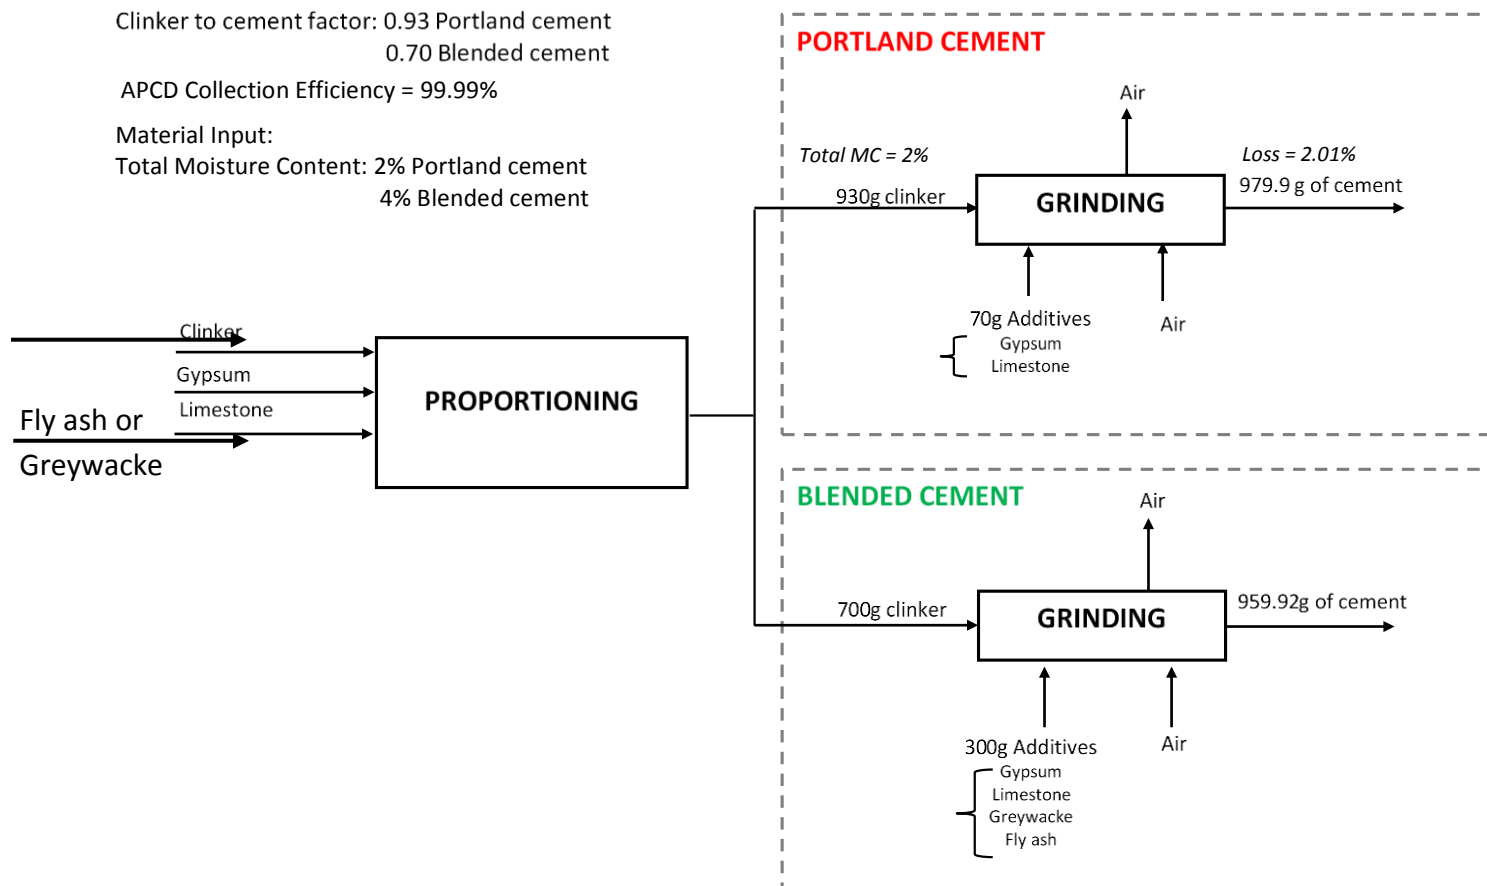 Clinker to cement factor: 0.93 Portland cement
0.70 Blended cement
APCD Collection Efficiency = 99.99%
Material Input:
Total Moisture Content: 2% Portland cement
4% Blended cement
Clinker
Gypsum
Limestone
Fly ash or
Greywacke
PROPORTIONING
PORTLAND CEMENT
Air
Total MC = 2%
Loss = 2.01%
930g clinker
GRINDING
979.9 g of cement
70g Additives
Gypsum
Limestone
Air
BLENDED CEMENT
Air
700g clinker
GRINDING
959.92g of cement
300g Additives
Gypsum
Limestone
Greywacke
Fly ash
Air